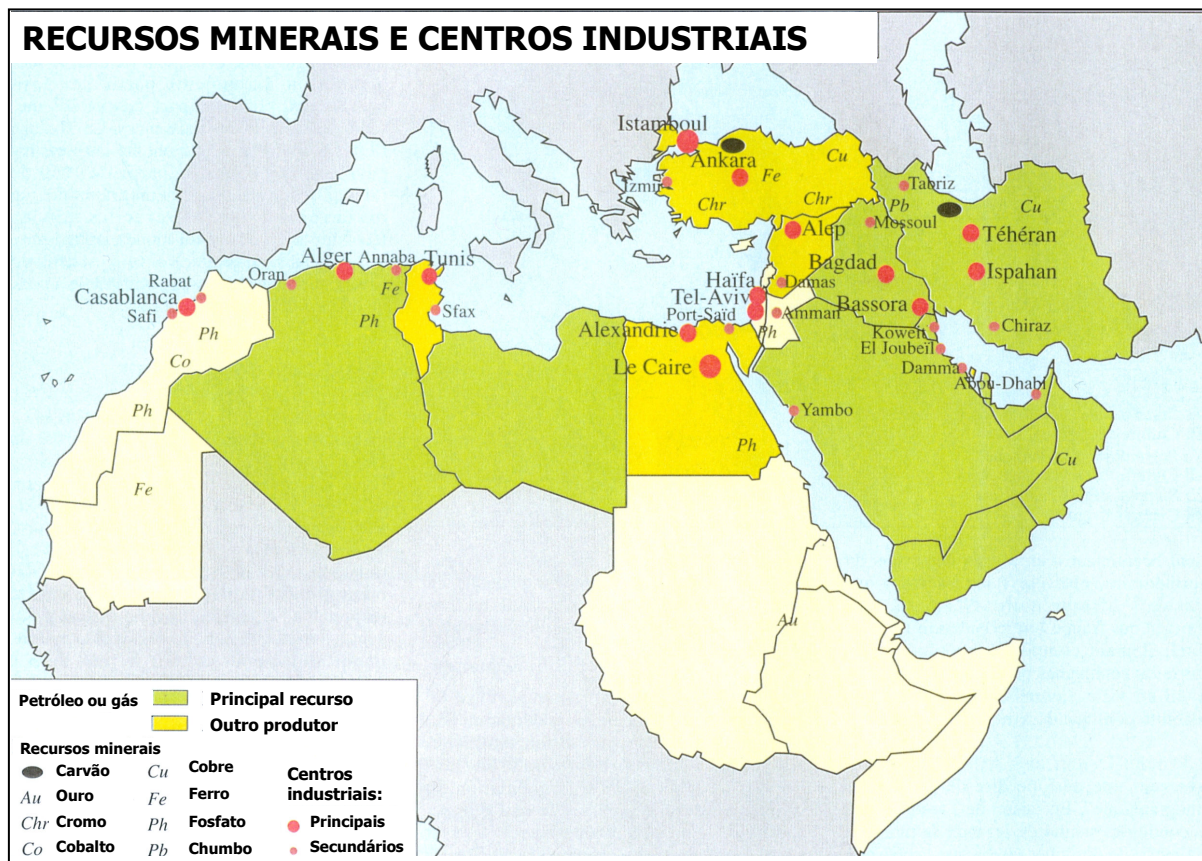 RECURSOS MINERAIS E CENTROS INDUSTRIAIS
Istamboul
Ankara
Cu
Fe
Izmir
Chr
Chr
Tabriz
Pb
Cu
Mossoul
Alep
Téhéran
Bagdad
Ispahan
Haïfa
Damas
Tel-Aviv
Bassora
Port-Saïd
Amman
Ph
Koweit
Chiraz
El Joubeïl
Damma
Abou-Dhabi
Alger
Annaba
Tunis
Oran
Fe
Sfax
Ph
Rabat
Casablanca
Safi
Ph
Co
Ph
Fe
Alexandrie
Le Caire
Yambo
Ph
Cu
Au
Petróleo ou gás
Principal recurso
Outro produtor
Recursos minerais
Carvão
Au Ouro
Chr Cromo
Co Cobalto
Cu Cobre
Fe Ferro
Ph Fosfato
Pb Chumbo
Centros
industriais:
Principais
Secundários